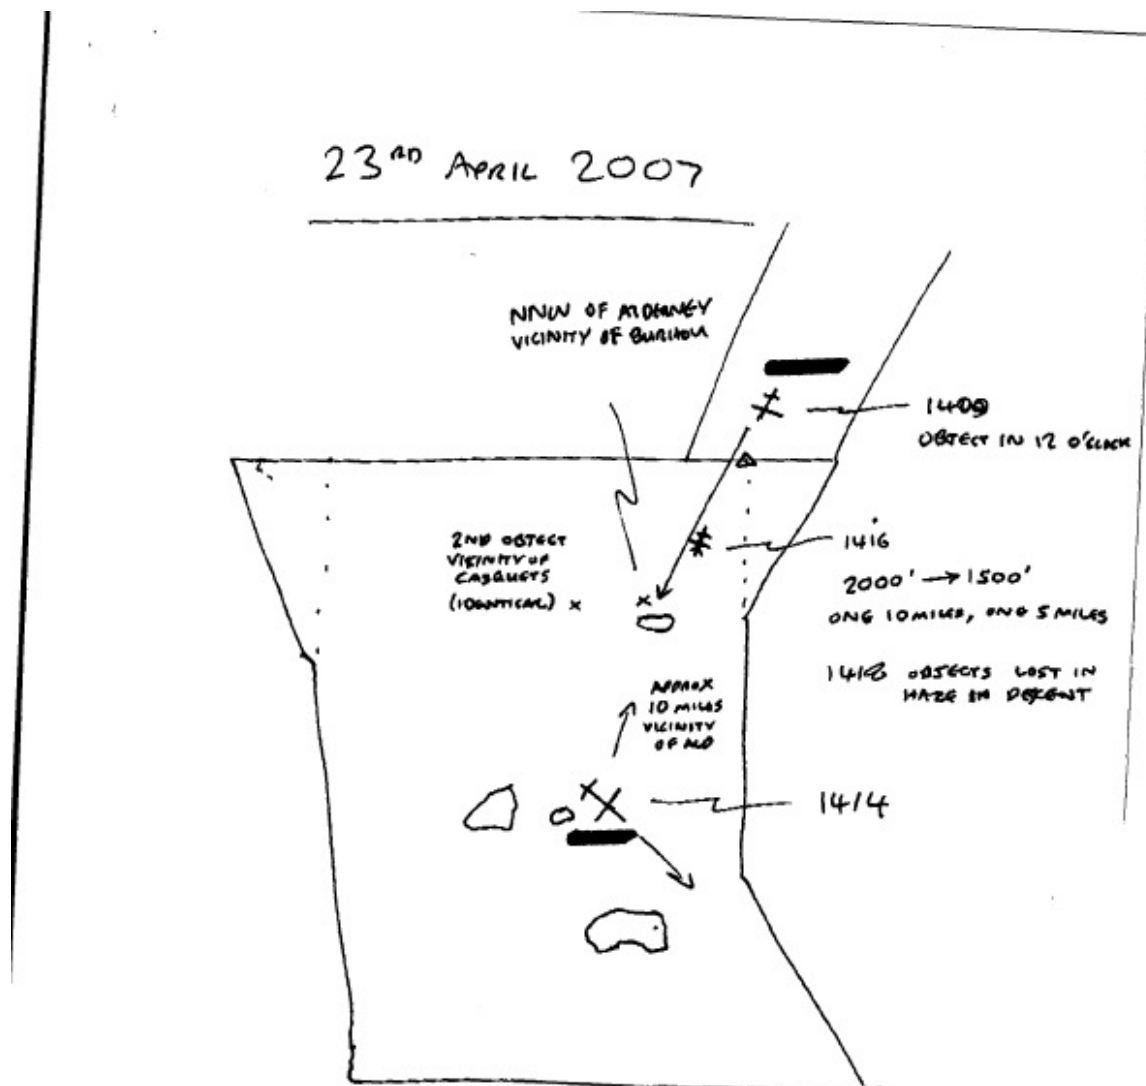 23RD APRIL 2007
NNW OF ALDERNEY
VICINITY OF BURHOU
1409
OBJECT IN 12 O'CLOCK
2ND OBJECT
VICINITY OF
CASQUETS
(IDENTICAL) X
1416
2000' → 1500'
ONE 10 MILES, ONE 5 MILES
1418 OBJECTS LOST IN
HAZE IN DESCENT
APPROX
10 MILES
VICINITY
OF ALD
1414